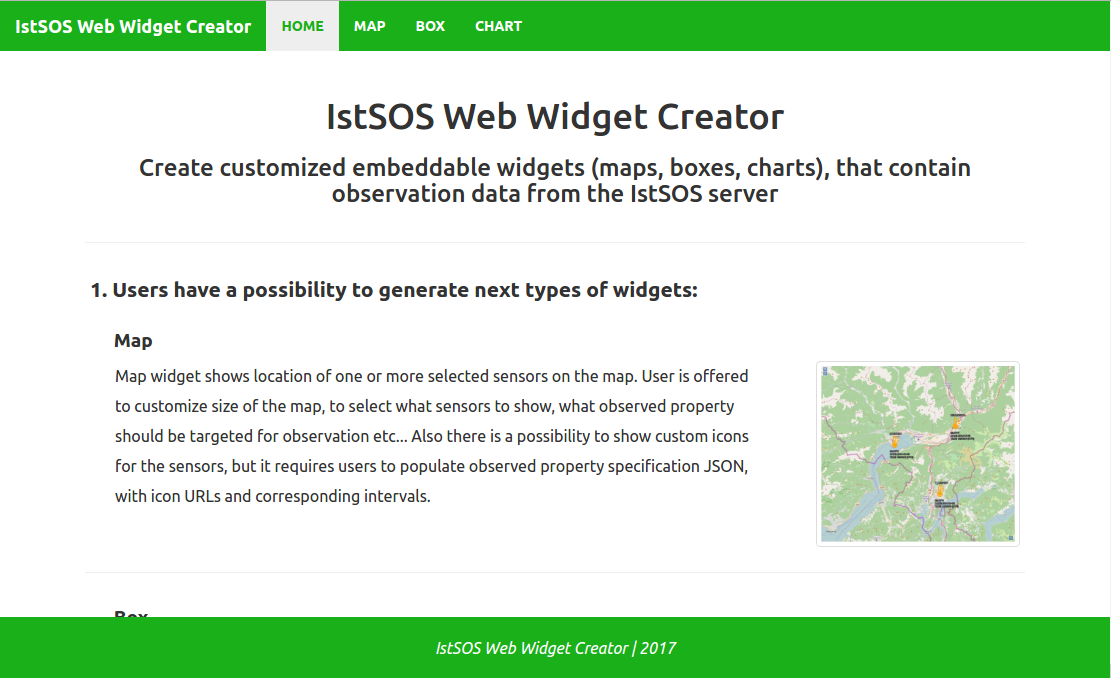 IstSOS Web Widget Creator HOME MAP BOX CHART
IstSOS Web Widget Creator
Create customized embeddable widgets (maps, boxes, charts), that contain
observation data from the IstSOS server
1. Users have a possibility to generate next types of widgets:
Map
Map widget shows location of one or more selected sensors on the map. User is offered
to customize size of the map, to select what sensors to show, what observed property
should be targeted for observation etc... Also there is a possibility to show custom icons
for the sensors, but it requires users to populate observed property specification JSON,
with icon URLs and corresponding intervals.
Box
IstSOS Web Widget Creator | 2017